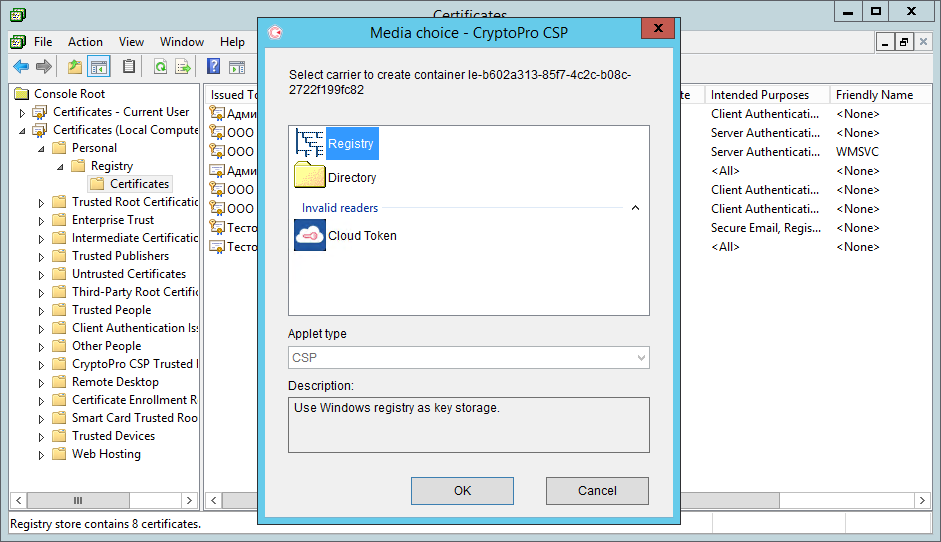 Certificates
Media choice - CryptoPro CSP
File Action View Window Help
Console Root
Certificates - Current User
Certificates (Local Compute
Personal
Registry
Certificates
Trusted Root Certificatio
Enterprise Trust
Intermediate Certificatio
Trusted Publishers
Untrusted Certificates
Third-Party Root Certific
Trusted People
Client Authentication Iss
Other People
CryptoPro CSP Trusted
Remote Desktop
Certificate Enrollment R
Smart Card Trusted Roo
Trusted Devices
Web Hosting
Issued To
Адми
ООО
ООО
Адми
ООО
ООО
Тесто
Тесто
Select carrier to create container le-b602a313-85f7-4c2c-b08c-
2722f199fc82
Registry
Directory
Invalid readers
Cloud Token
Applet type
CSP
Description:
Use Windows registry as key storage.
OK Cancel
te Intended Purposes Friendly Name
Client Authenticati... <None>
Server Authenticati... <None>
Server Authenticati... WMSVC
<All> <None>
Client Authenticati... <None>
Client Authenticati... <None>
Secure Email, Regis... <None>
<All> <None>
Registry store contains 8 certificates.